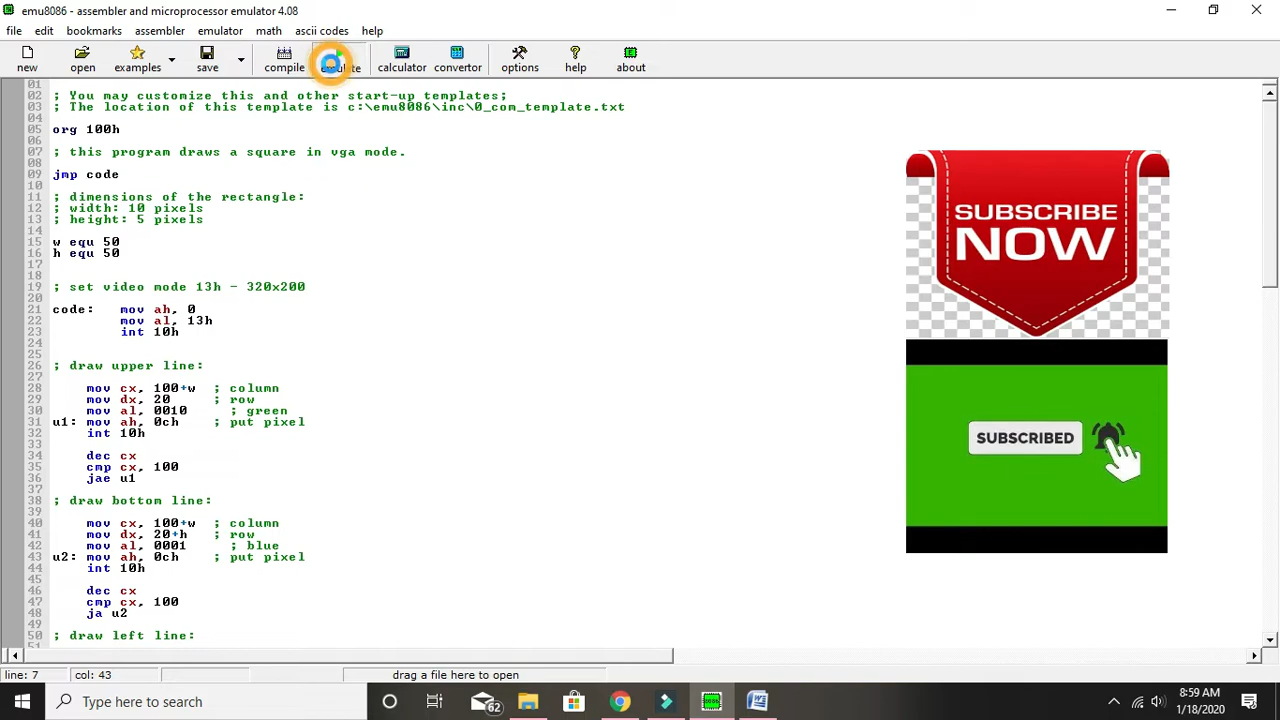 emu8086 - assembler and microprocessor emulator 4.08
file edit bookmarks assembler emulator math ascii codes help
new open examples save compile emulate calculator convertor options help about
01
02 ; You may customize this and other start-up templates;
03 ; The location of this template is c:\emu8086\inc\0_com_template.txt
04
05 org 100h
06
07 ; this program draws a square in vga mode.
08
09 jmp code
10
11 ; dimensions of the rectangle:
12 ; width: 10 pixels
13 ; height: 5 pixels
14
15 w equ 50
16 h equ 50
17
18
19 ; set video mode 13h - 320x200
20
21 code: mov ah, 0
22 mov al, 13h
23 int 10h
24
25
26 ; draw upper line:
27
28 mov cx, 100+w ; column
29 mov dx, 20 ; row
30 mov al, 0010 ; green
31 u1: mov ah, 0ch ; put pixel
32 int 10h
33
34 dec cx
35 cmp cx, 100
36 jae u1
37
38 ; draw bottom line:
39
40 mov cx, 100+w ; column
41 mov dx, 20+h ; row
42 mov al, 0001 ; blue
43 u2: mov ah, 0ch ; put pixel
44 int 10h
45
46 dec cx
47 cmp cx, 100
48 ja u2
49
50 ; draw left line:
51
SUBSCRIBE
NOW
SUBSCRIBED
line: 7 col: 43 drag a file here to open
Type here to search
62
8:59 AM
1/18/2020